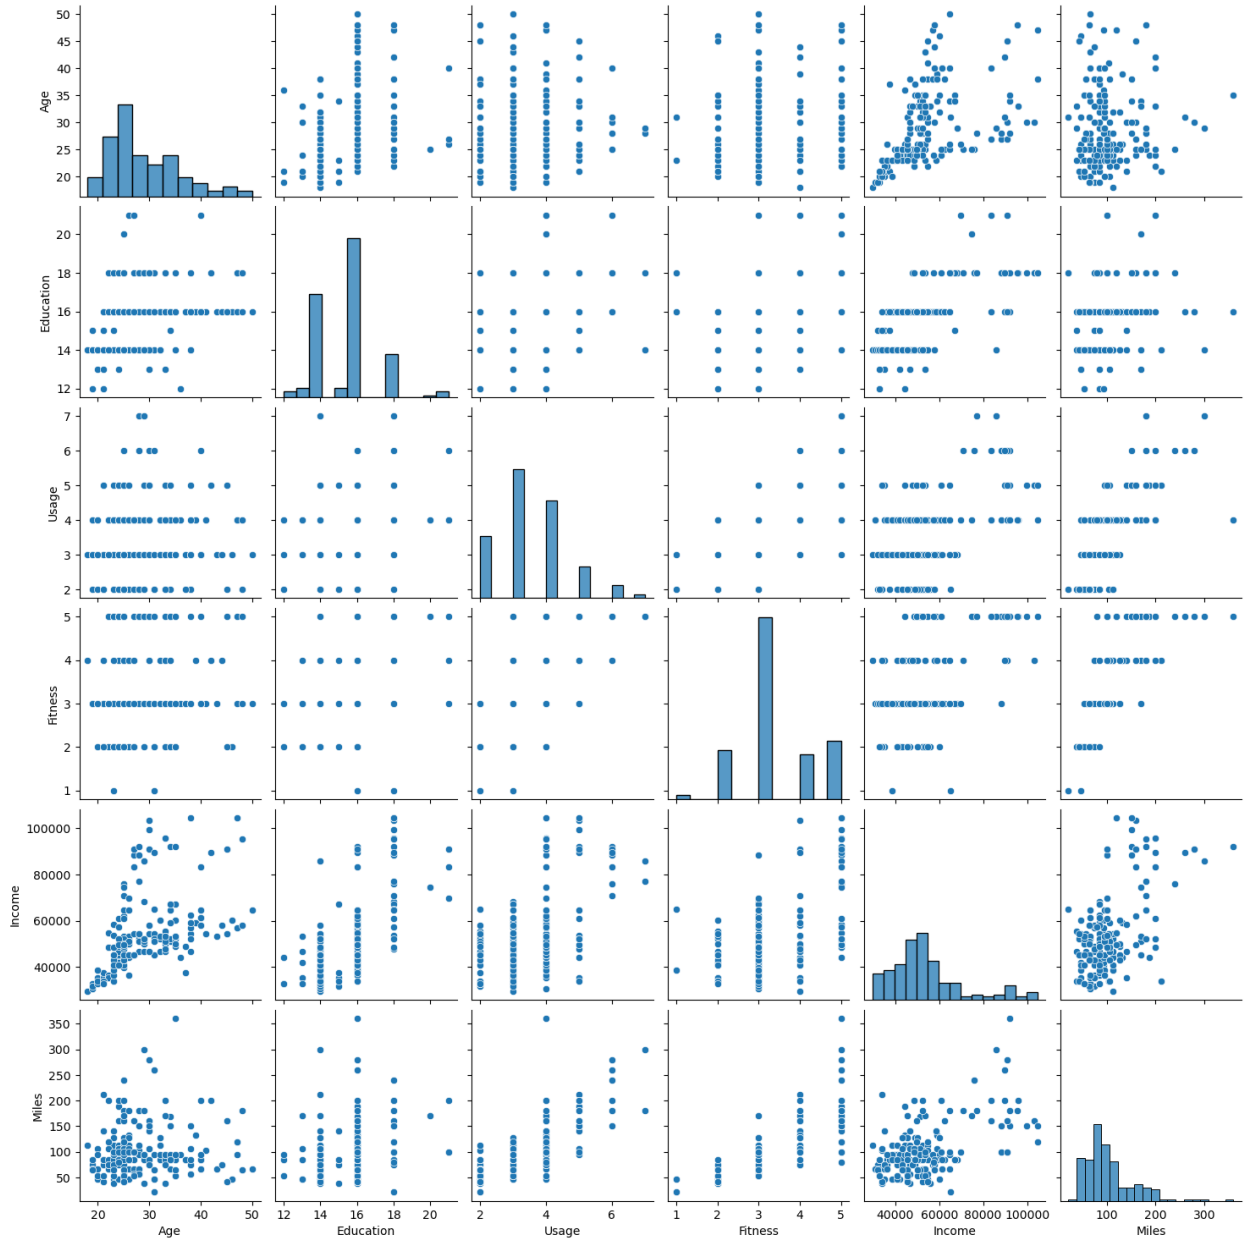 50
45
40
35
30
25
20
Age
20
18
16
14
12
Education
7
6
5
4
3
2
Usage
5
4
3
2
1
Fitness
100000
80000
60000
40000
Income
350
300
250
200
150
100
50
Miles
20 30 40 50
12 14 16 18 20
2 4 6
1 2 3 4 5
40000 60000 80000 100000
100 200 300
Age Education Usage Fitness Income Miles